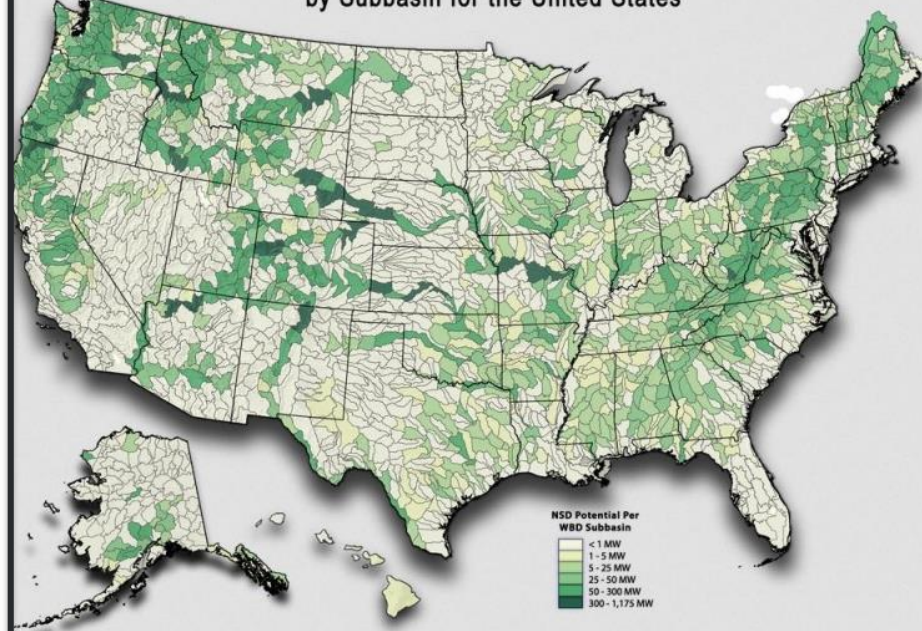 by Subbasin for the United States
NSD Potential Per
WBD Subbasin
< 1 MW
1 - 5 MW
5 - 25 MW
25 - 50 MW
50 - 300 MW
300 - 1,175 MW